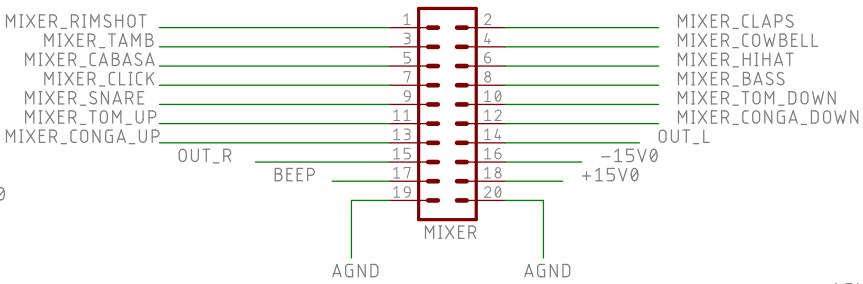 MIXER_RIMSHOT 1 2 MIXER_CLAPS
MIXER_TAMB 3 4 MIXER_COWBELL
MIXER_CABASA 5 6 MIXER_HIHAT
MIXER_CLICK 7 8 MIXER_BASS
MIXER_SNARE 9 10 MIXER_TOM_DOWN
MIXER_TOM_UP 11 12 MIXER_CONGA_DOWN
MIXER_CONGA_UP 13 14 OUT_L
OUT_R 15 16 -15V0
BEEP 17 18 +15V0
19 20
MIXER
AGND AGND